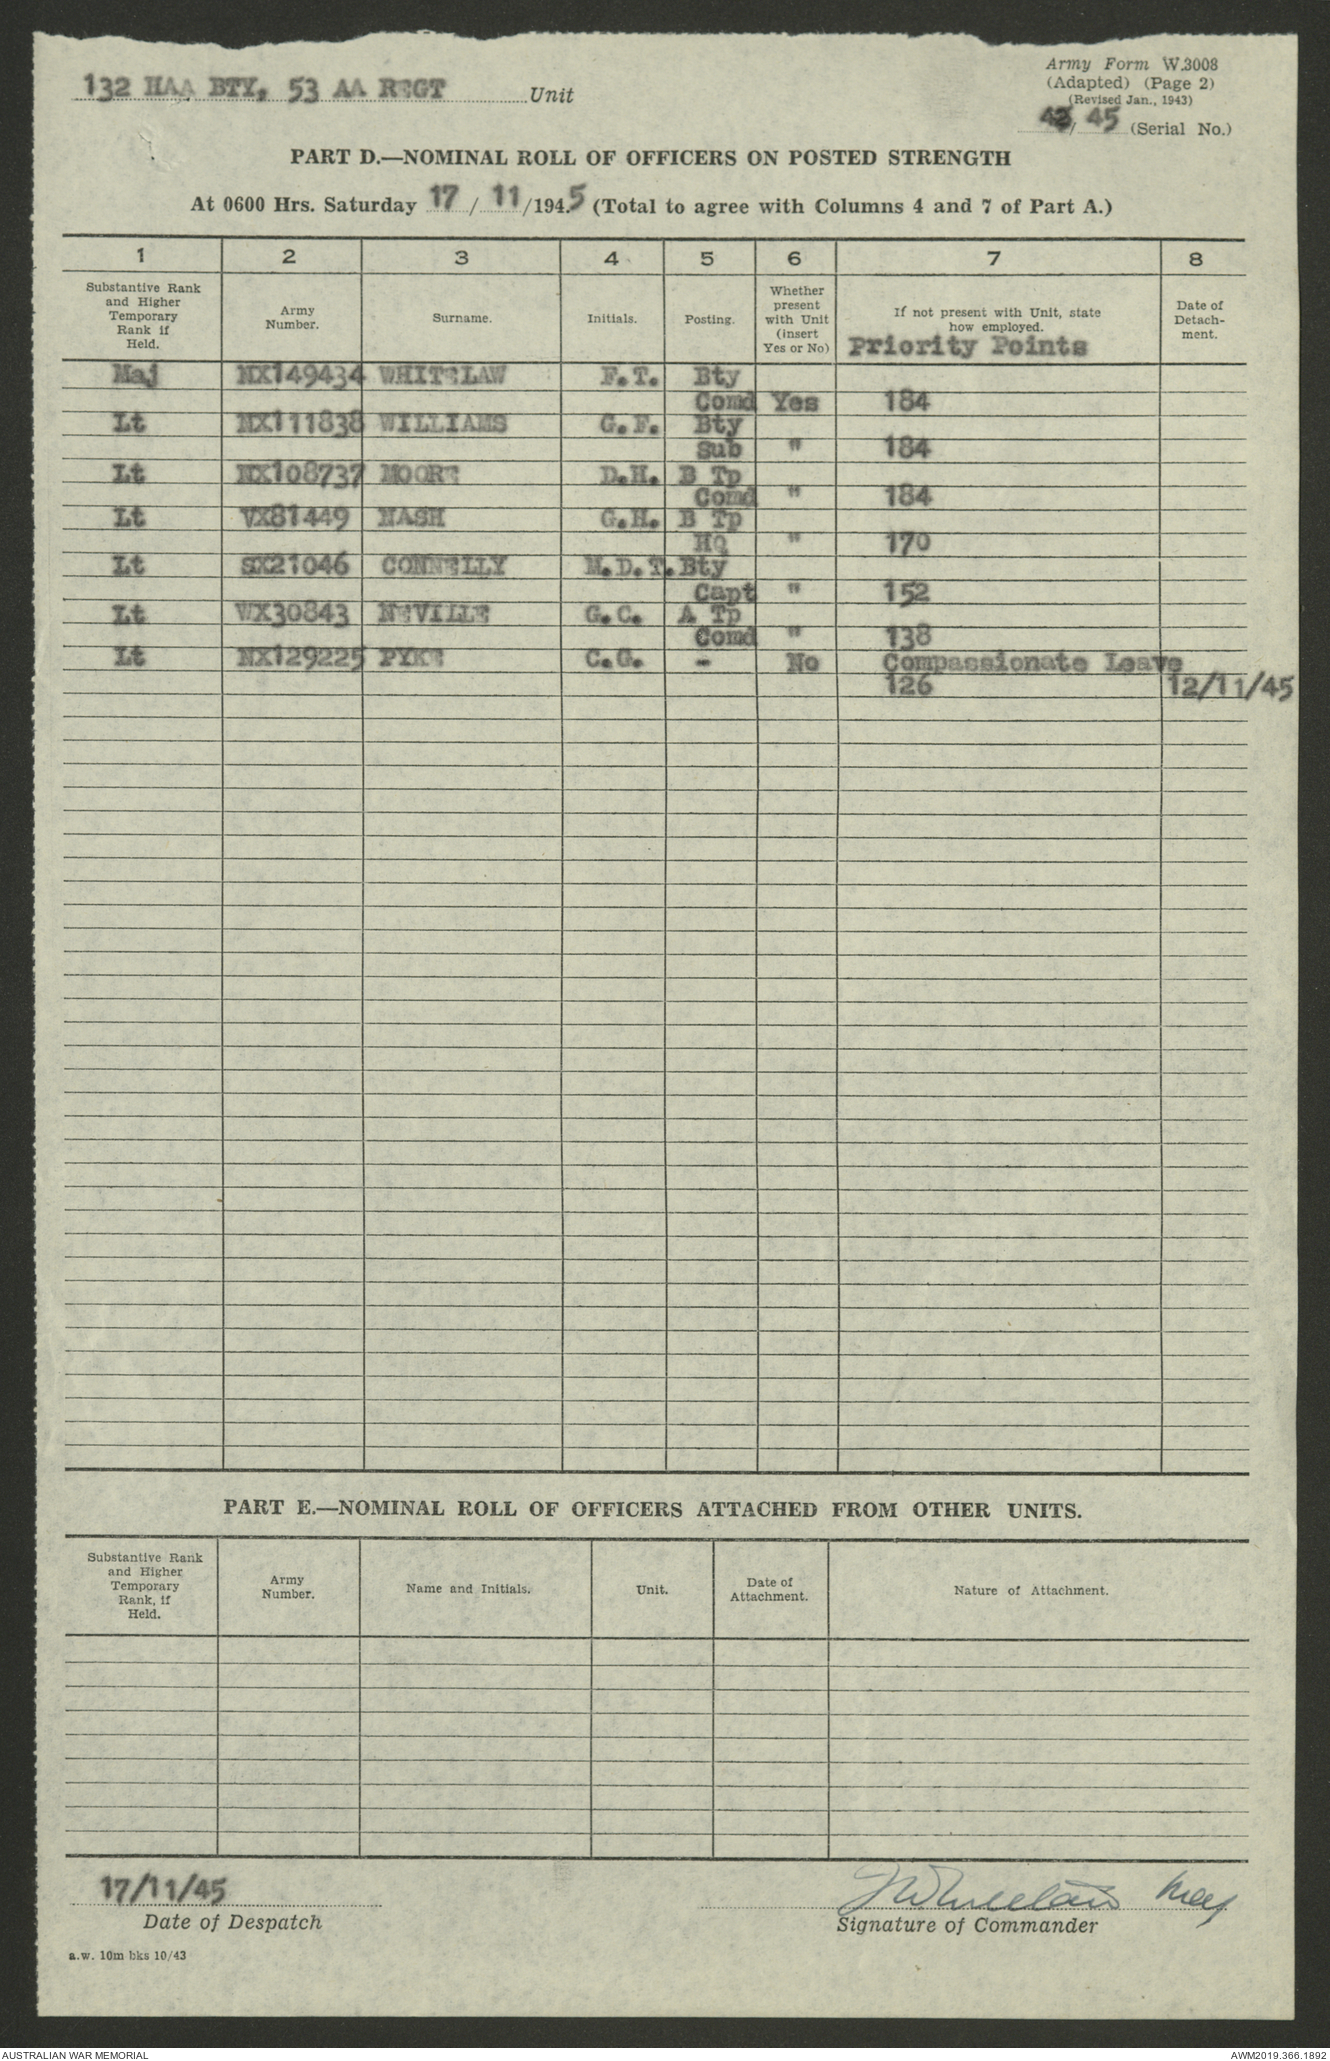 132 HAA BTY, 53 AA REGT Unit
Army Form W.3008
(Adapted) (Page 2)
(Revised Jan., 1943)
/ 45 (Serial No.)
PART D.—NOMINAL ROLL OF OFFICERS ON POSTED STRENGTH
At 0600 Hrs. Saturday 17 / 11 /1945 (Total to agree with Columns 4 and 7 of Part A.)
1 2 3 4 5 6 7 8
Substantive Rank and Higher Temporary Rank if Held. Army Number. Surname. Initials. Posting. Whether present with Unit (insert Yes or No) If not present with Unit, state how employed. Date of Detach-ment.
Priority Points
Maj NX149434 WHITELAW F.T. Bty
Comd Yes 184
Lt NX111838 WILLIAMS G.F. Bty
Sub " 184
Lt NX108737 MOORE D.H. B Tp
Comd " 184
Lt VX81449 NASH G.H. B Tp
HQ " 170
Lt SX21046 CONNELLY M.D.T. Bty
Capt " 152
Lt WX30843 NEVILLE G.C. A Tp
Comd " 138
Lt NX129225 PYKE C.G. - No Compassionate Leave
126 12/11/45
PART E.—NOMINAL ROLL OF OFFICERS ATTACHED FROM OTHER UNITS.
Substantive Rank and Higher Temporary Rank, if Held. Army Number. Name and Initials. Unit. Date of Attachment. Nature of Attachment.
17/11/45
Date of Despatch
Signature of Commander
a.w. 10m bks 10/43
AUSTRALIAN WAR MEMORIAL
AWM2019.366.1892